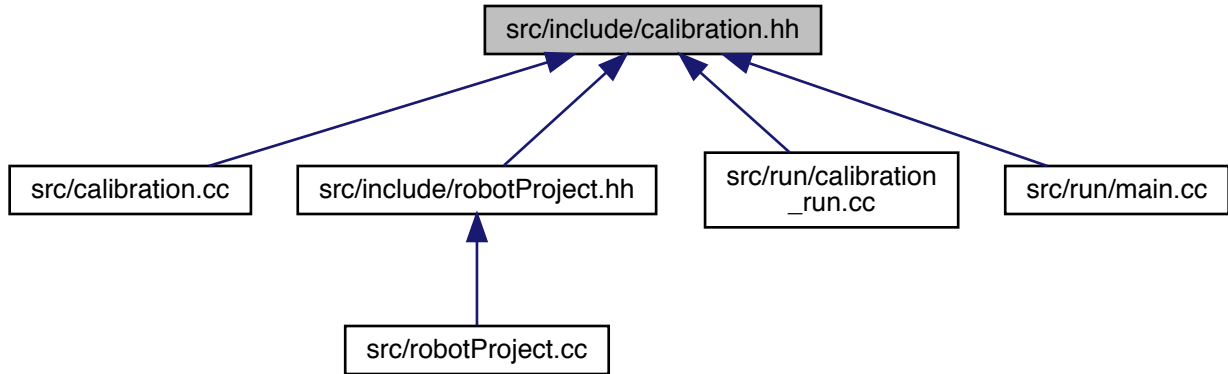 src/include/calibration.hh
src/calibration.cc
src/include/robotProject.hh
src/run/calibration
_run.cc
src/run/main.cc
src/robotProject.cc